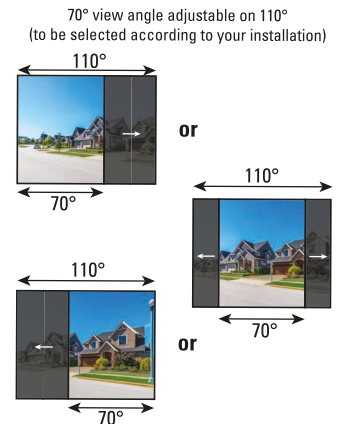 70° view angle adjustable on 110°
(to be selected according to your installation)
110°
or
70°
110°
70°
110°
or
70°